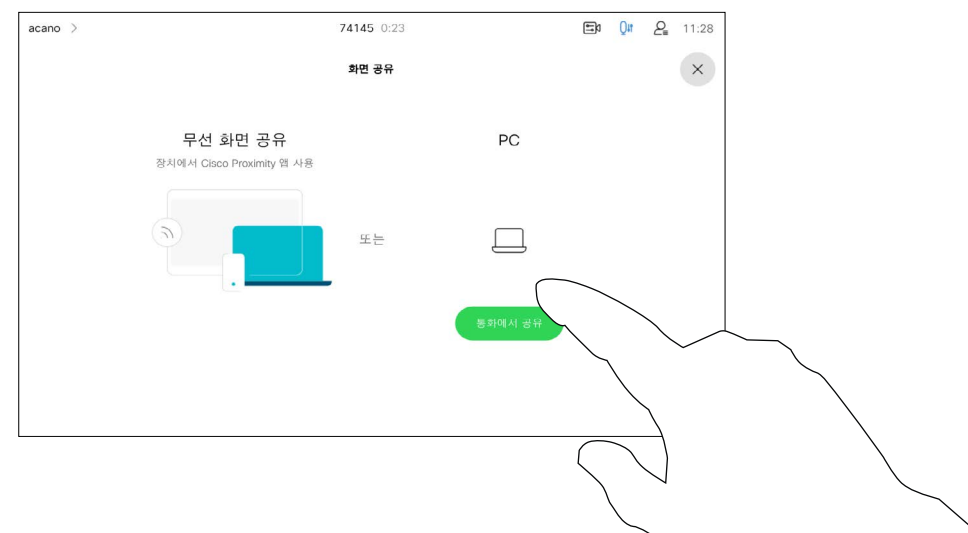 acano >
74145 0:23
11:28
화면 공유
무선 화면 공유
장치에서 Cisco Proximity 앱 사용
PC
또는
통화에서 공유